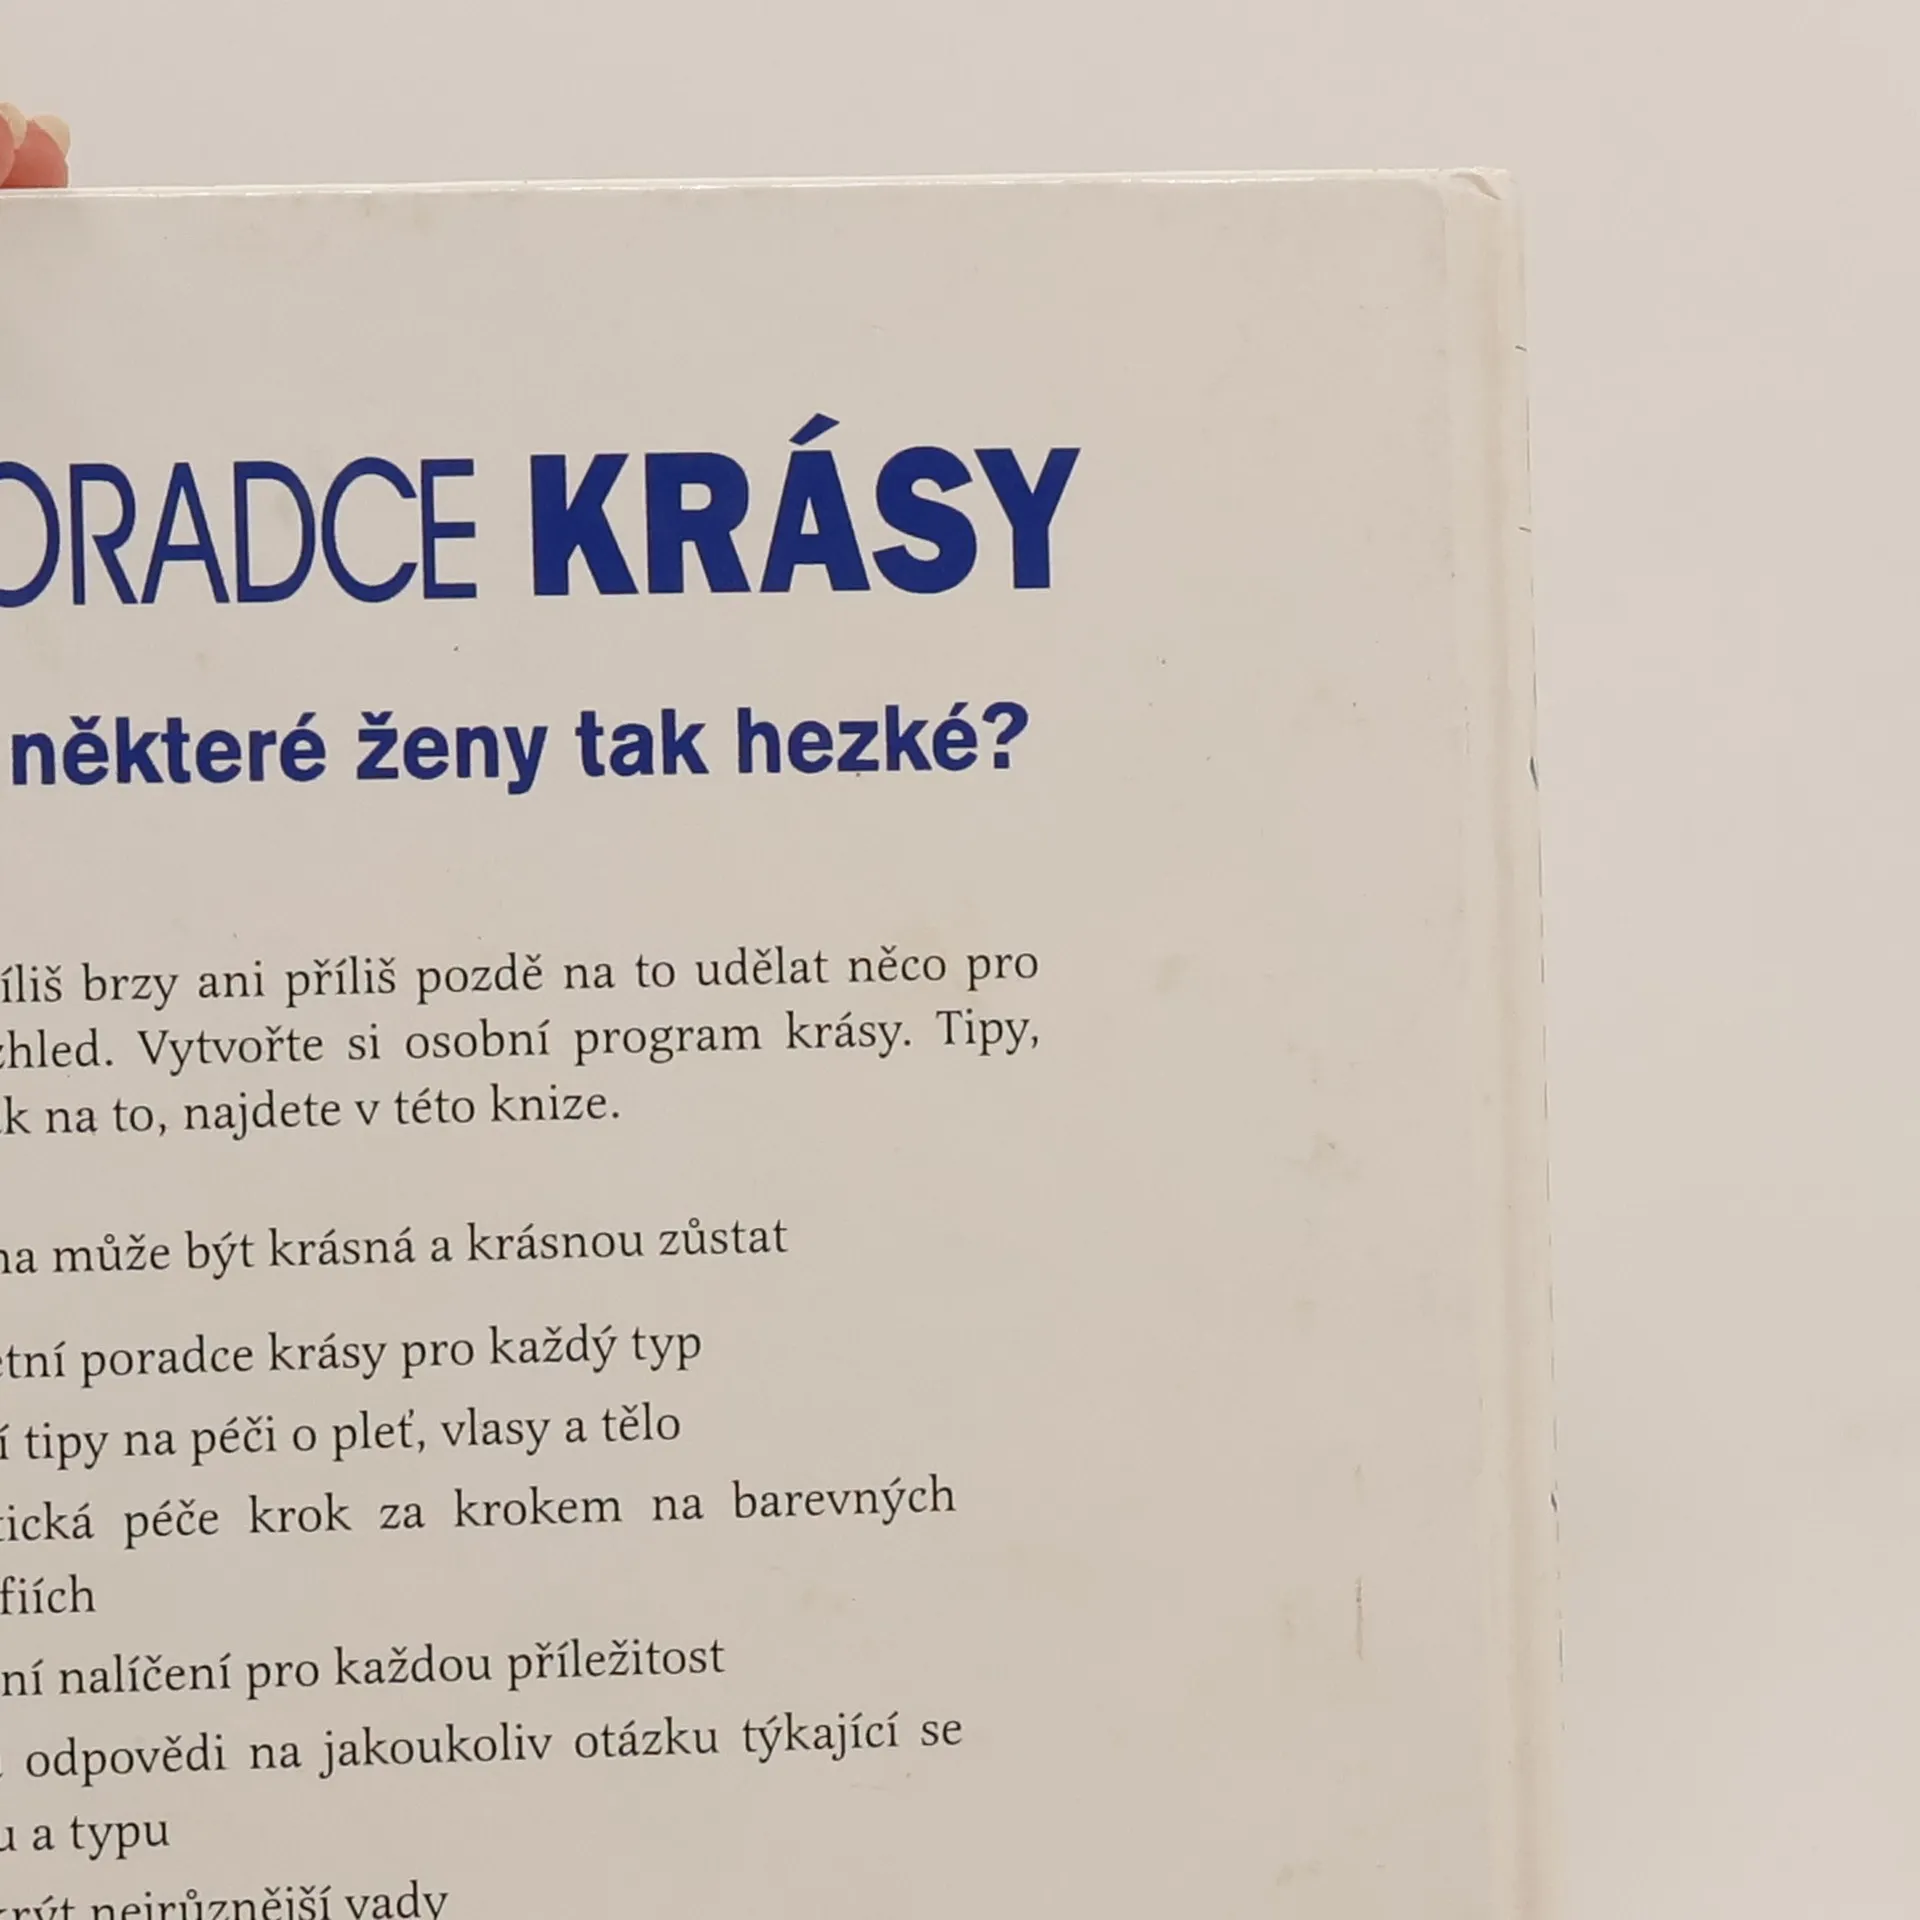 ORADCE KRÁSY
některé ženy tak hezké?
íliš brzy ani příliš pozdě na to udělat něco pro
hled. Vytvořte si osobní program krásy. Tipy,
k na to, najdete v této knize.
na může být krásná a krásnou zůstat
tní poradce krásy pro každý typ
í tipy na péči o pleť, vlasy a tělo
tická péče krok za krokem na barevných
fiích
ní nalíčení pro každou příležitost
odpovědi na jakoukoliv otázku týkající se
u a typu
krýt nejrůznější vady